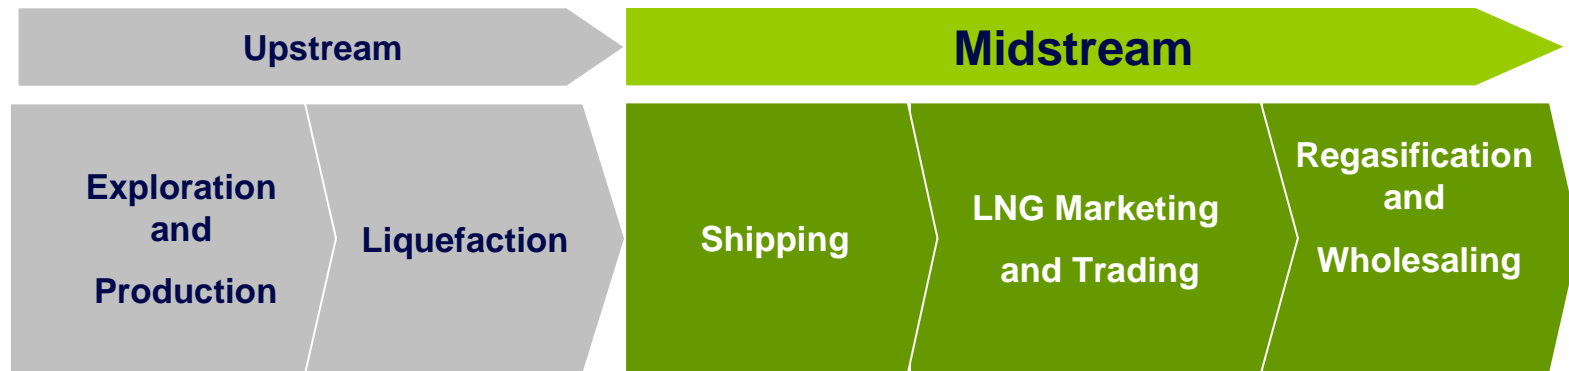 Upstream
Midstream
Exploration
and
Production
Liquefaction
Shipping
LNG Marketing
and Trading
Regasification
and
Wholesaling